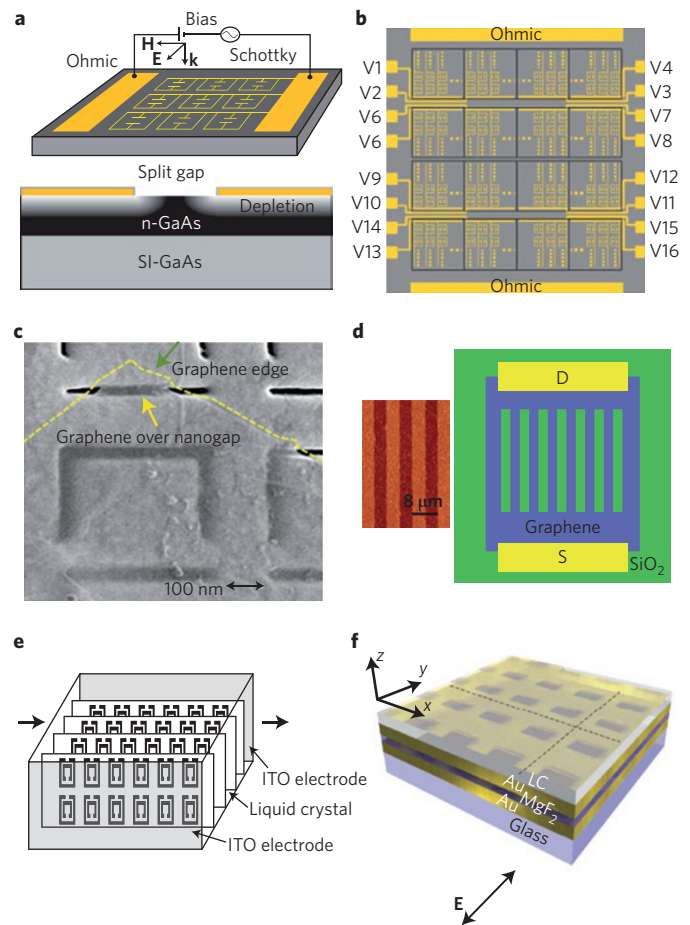 a
Bias
H
E
k
Ohmic
Schottky
Split gap
Depletion
n-GaAs
SI-GaAs
b
Ohmic
V1
V2
V6
V6
V9
V10
V14
V13
V4
V3
V7
V8
V12
V11
V15
V16
Ohmic
c
Graphene edge
Graphene over nanogap
100 nm
d
8 μm
D
Graphene
S
SiO2
e
ITO electrode
Liquid crystal
ITO electrode
f
z
y
x
LC
Au
MgF2
Au
Glass
E